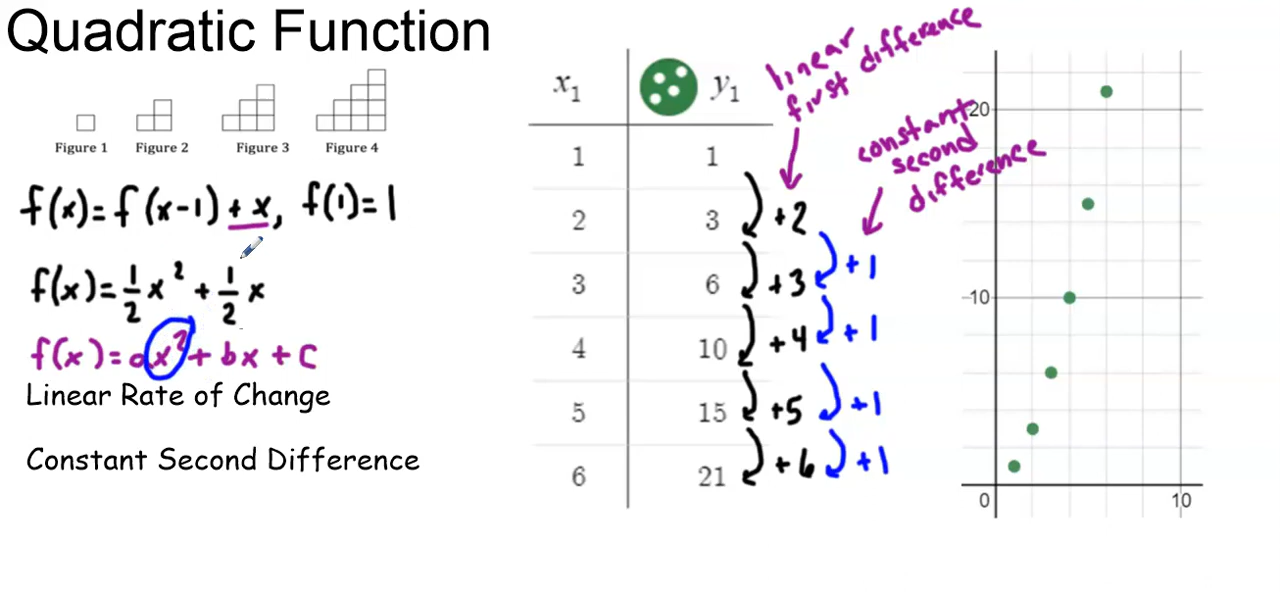 Quadratic Function
Figure 1 Figure 2 Figure 3 Figure 4
f(x)=f(x-1)+x, f(1)=1
f(x)=1/2 x² + 1/2 x
f(x)=ax²+bx+c
Linear Rate of Change
Constant Second Difference
x₁ y₁
1 1
2 3
3 6
4 10
5 15
6 21
+2
+3
+4
+5
+6
+1
+1
+1
+1
linear
first difference
constant
second
difference
20
10
0 10